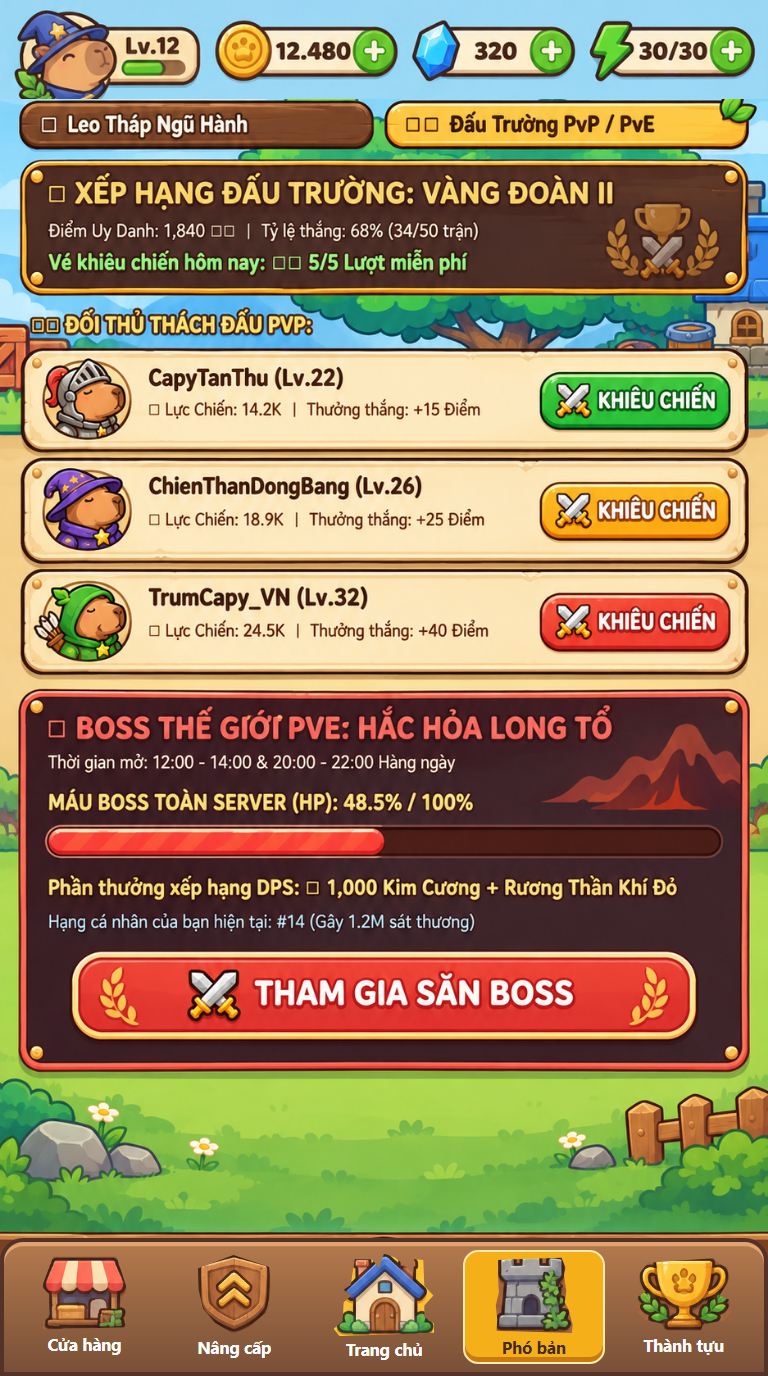 Lv.12
12.480
320
30/30
□ Leo Tháp Ngũ Hành
□□ Đấu Trường PvP / PvE
□ XẾP HẠNG ĐẤU TRƯỜNG: VÀNG ĐOÀN II
Điểm Uy Danh: 1,840 □□ | Tỷ lệ thắng: 68% (34/50 trận)
Vé khiêu chiến hôm nay: □□ 5/5 Lượt miễn phí
□□ ĐỐI THỦ THÁCH ĐẤU PVP:
CapyTanThu (Lv.22)
□ Lực Chiến: 14.2K | Thưởng thắng: +15 Điểm
KHIÊU CHIẾN
ChienThanDongBang (Lv.26)
□ Lực Chiến: 18.9K | Thưởng thắng: +25 Điểm
KHIÊU CHIẾN
TrumCapy_VN (Lv.32)
□ Lực Chiến: 24.5K | Thưởng thắng: +40 Điểm
KHIÊU CHIẾN
□ BOSS THẾ GIỚI PVE: HẮC HỎA LONG TỔ
Thời gian mở: 12:00 - 14:00 & 20:00 - 22:00 Hàng ngày
MÁU BOSS TOÀN SERVER (HP): 48.5% / 100%
Phần thưởng xếp hạng DPS: □ 1,000 Kim Cương + Rương Thần Khí Đỏ
Hạng cá nhân của bạn hiện tại: #14 (Gây 1.2M sát thương)
THAM GIA SĂN BOSS
Cửa hàng
Nâng cấp
Trang chủ
Phó bản
Thành tựu